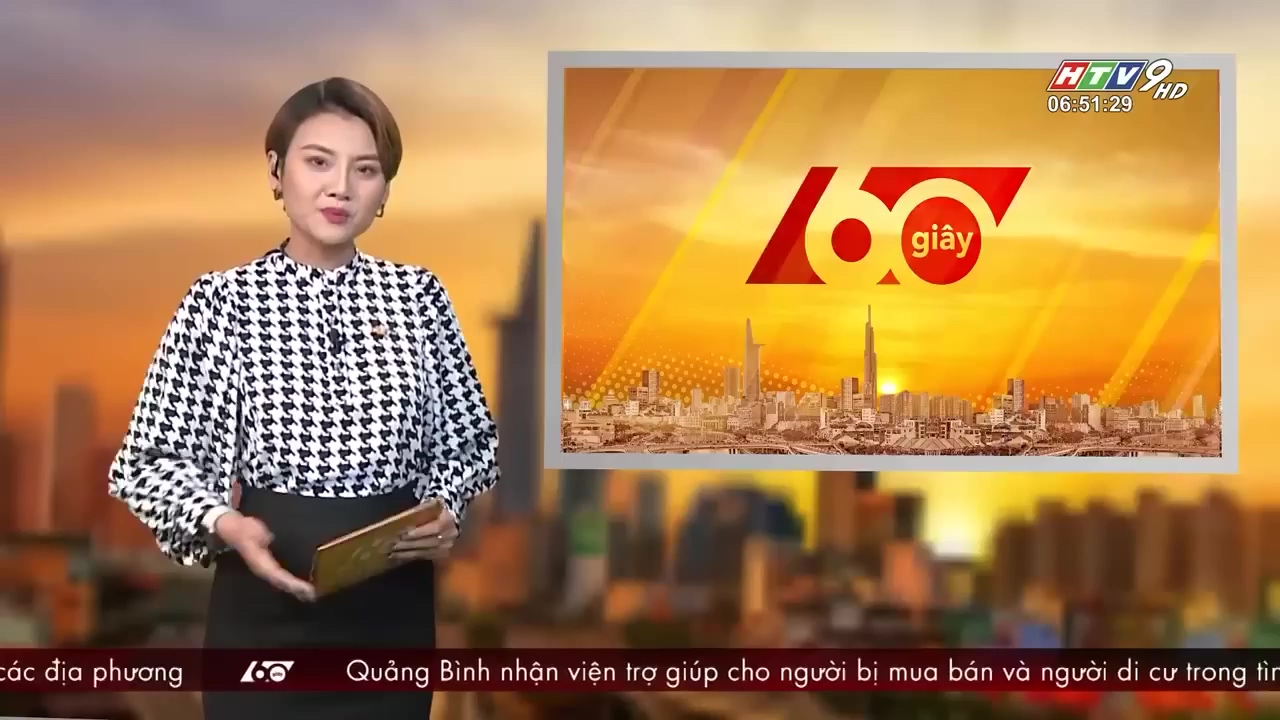 HTV9 HD
06:51:29
60 giây
các địa phương 60 Quảng Bình nhận viện trợ giúp cho người bị mua bán và người di cư trong